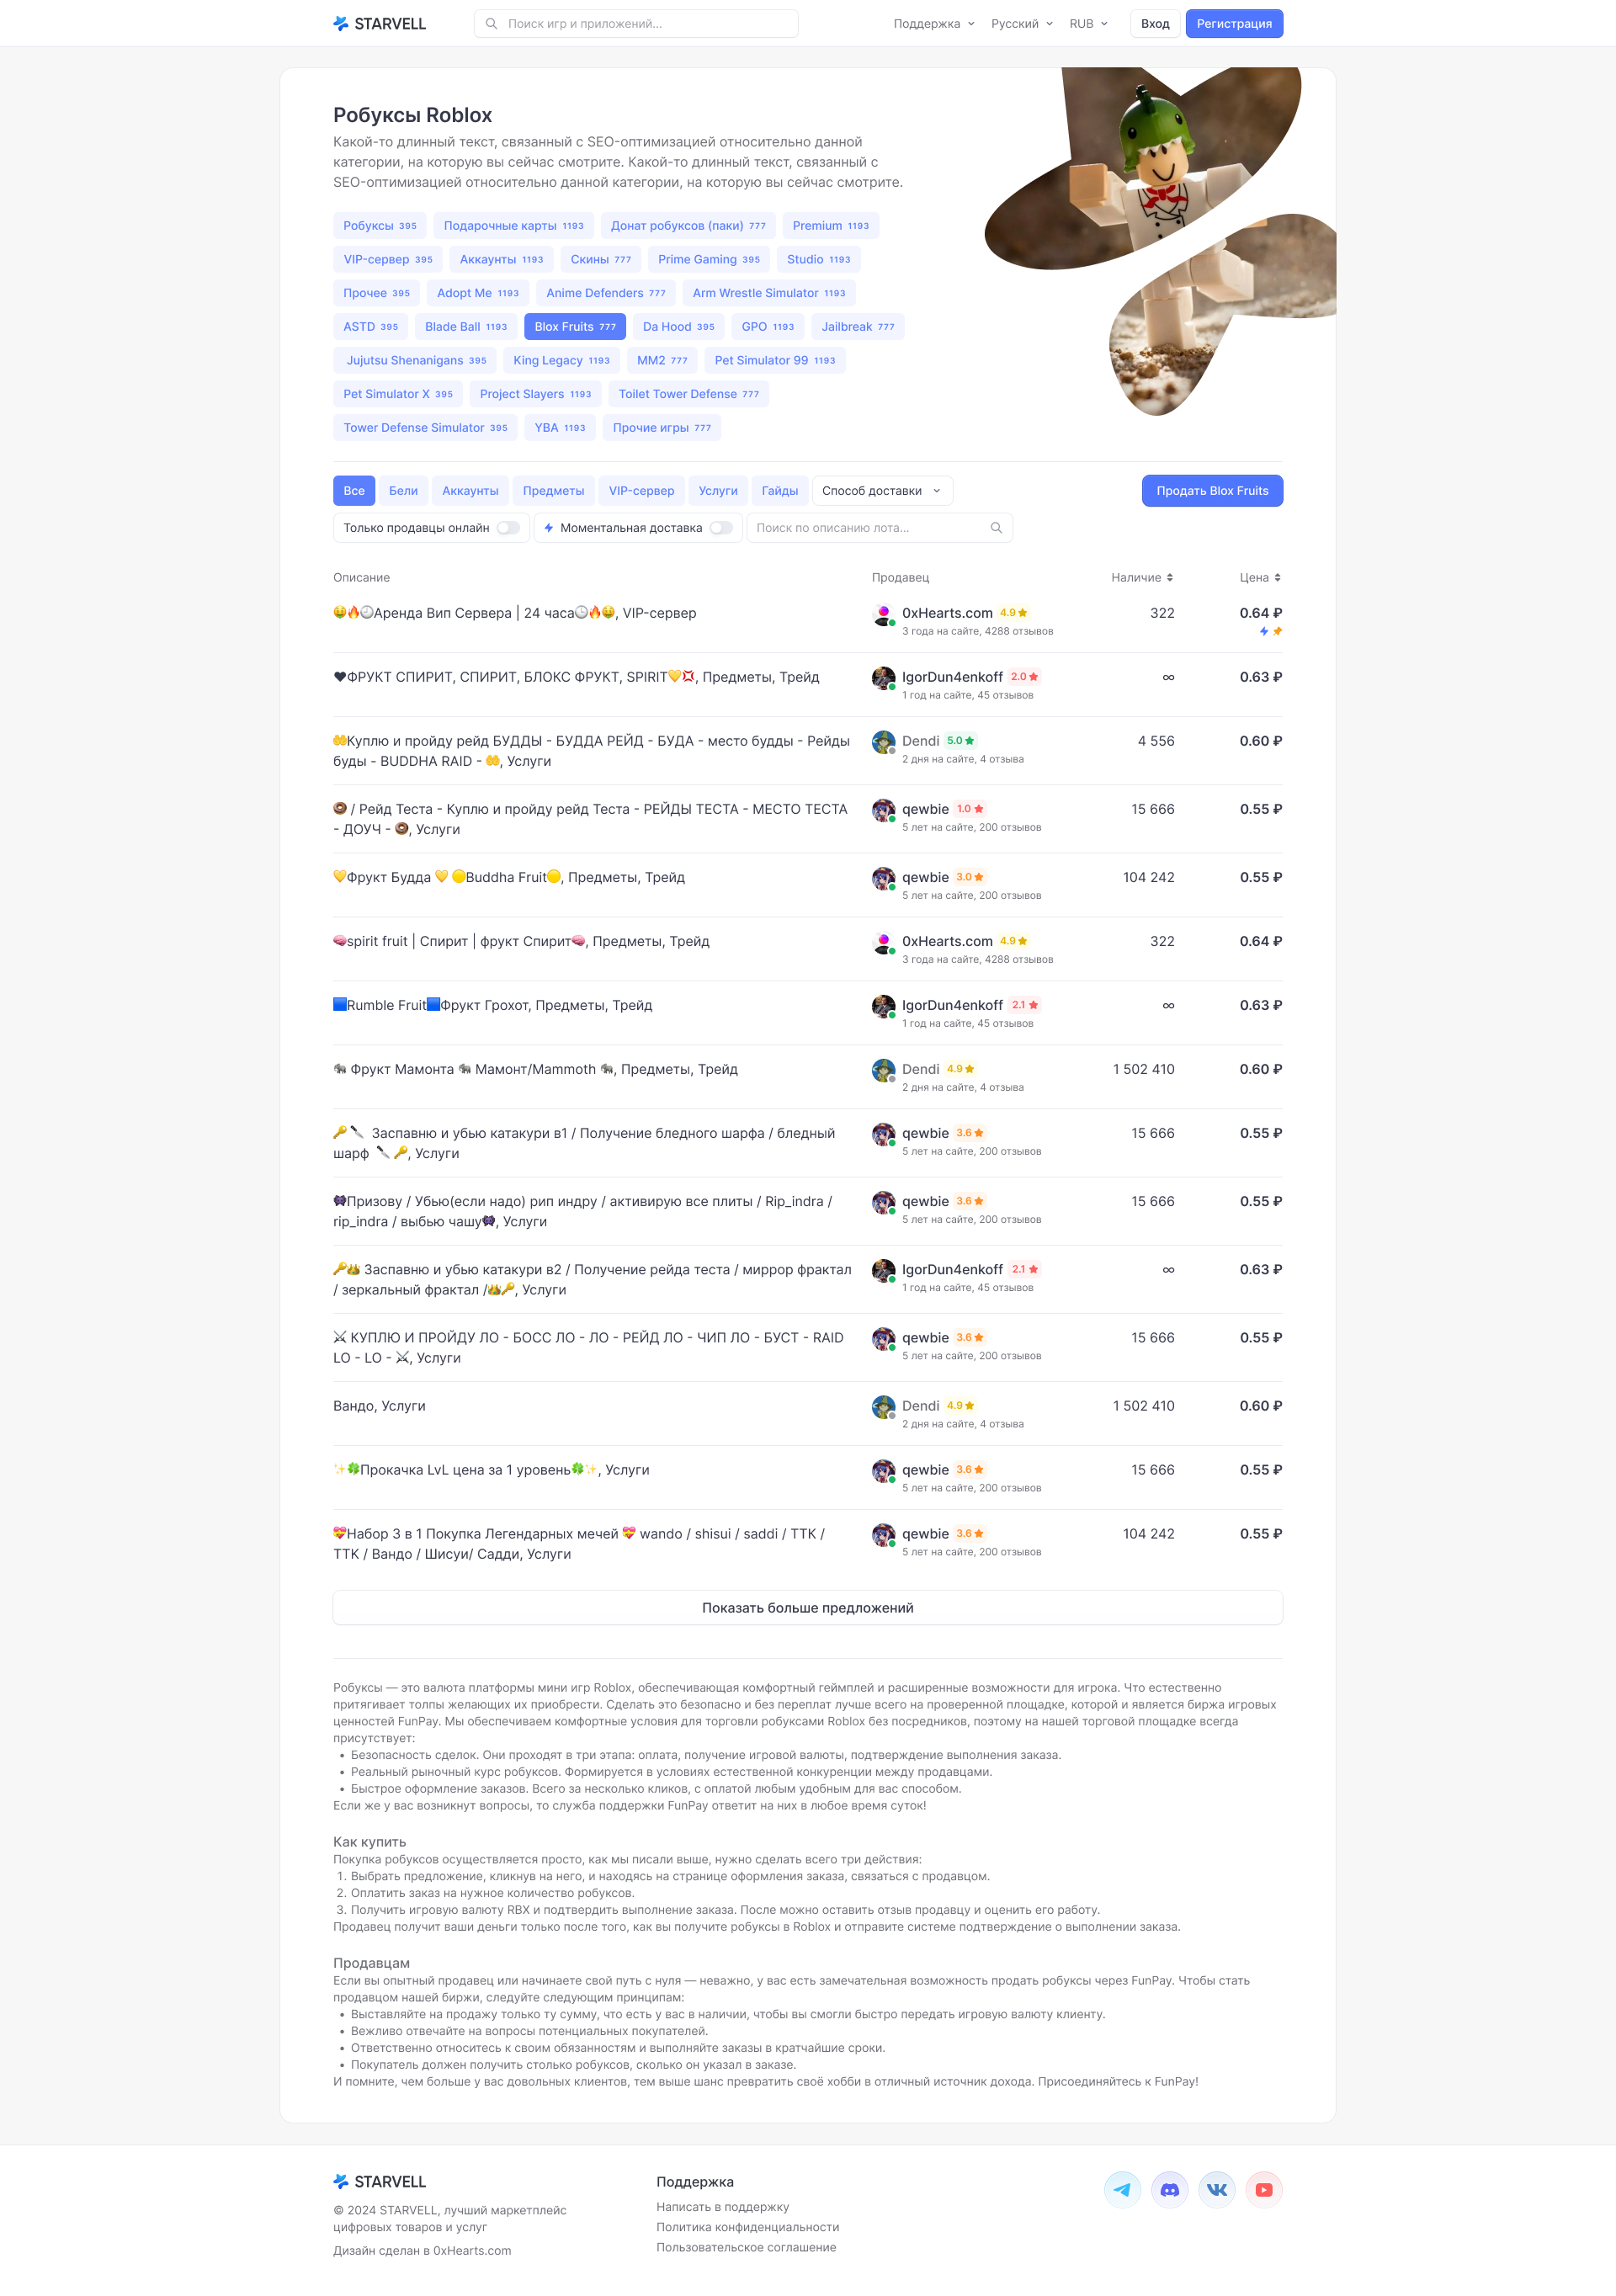 STARVELL
Поиск игр и приложений...
Поддержка
Русский
RUB
Вход
Регистрация
Робуксы Roblox
Какой-то длинный текст, связанный с SEO-оптимизацией относительно данной
категории, на которую вы сейчас смотрите. Какой-то длинный текст, связанный с
SEO-оптимизацией относительно данной категории, на которую вы сейчас смотрите.
Робуксы 395 Подарочные карты 1193 Донат робуксов (паки) 777 Premium 1193
VIP-сервер 395 Аккаунты 1193 Скины 777 Prime Gaming 395 Studio 1193
Прочее 395 Adopt Me 1193 Anime Defenders 777 Arm Wrestle Simulator 1193
ASTD 395 Blade Ball 1193 Blox Fruits 777 Da Hood 395 GPO 1193 Jailbreak 777
Jujutsu Shenanigans 395 King Legacy 1193 MM2 777 Pet Simulator 99 1193
Pet Simulator X 395 Project Slayers 1193 Toilet Tower Defense 777
Tower Defense Simulator 395 YBA 1193 Прочие игры 777
Все Бели Аккаунты Предметы VIP-сервер Услуги Гайды Способ доставки Продать Blox Fruits
Только продавцы онлайн Моментальная доставка Поиск по описанию лота...
Описание Продавец Наличие Цена
🤑🔥🕒Аренда Вип Сервера | 24 часа🕒🔥🤑, VIP-сервер 0xHearts.com 4.9 322 0.64 ₽
3 года на сайте, 4288 отзывов
🖤ФРУКТ СПИРИТ, СПИРИТ, БЛОКС ФРУКТ, SPIRIT💛💢, Предметы, Трейд IgorDun4enkoff 2.0 ∞ 0.63 ₽
1 год на сайте, 45 отзывов
🤲Куплю и пройду рейд БУДДЫ - БУДДА РЕЙД - БУДА - место будды - Рейды Dendi 5.0 4 556 0.60 ₽
буды - BUDDHA RAID - 🤲, Услуги 2 дня на сайте, 4 отзыва
🍩 / Рейд Теста - Куплю и пройду рейд Теста - РЕЙДЫ ТЕСТА - МЕСТО ТЕСТА qewbie 1.0 15 666 0.55 ₽
- ДОУЧ - 🍩, Услуги 5 лет на сайте, 200 отзывов
💛Фрукт Будда 💛 🟡Buddha Fruit🟡, Предметы, Трейд qewbie 3.0 104 242 0.55 ₽
5 лет на сайте, 200 отзывов
🧠spirit fruit | Спирит | фрукт Спирит🧠, Предметы, Трейд 0xHearts.com 4.9 322 0.64 ₽
3 года на сайте, 4288 отзывов
🟦Rumble Fruit🟦Фрукт Грохот, Предметы, Трейд IgorDun4enkoff 2.1 ∞ 0.63 ₽
1 год на сайте, 45 отзывов
🦣 Фрукт Мамонта 🦣 Мамонт/Mammoth 🦣, Предметы, Трейд Dendi 4.9 1 502 410 0.60 ₽
2 дня на сайте, 4 отзыва
🔑🔪 Заспавню и убью катакури в1 / Получение бледного шарфа / бледный qewbie 3.6 15 666 0.55 ₽
шарф 🔪🔑, Услуги 5 лет на сайте, 200 отзывов
Призову / Убью(если надо) рип индру / активирую все плиты / Rip_indra / qewbie 3.6 15 666 0.55 ₽
rip_indra / выбью чашу, Услуги 5 лет на сайте, 200 отзывов
🔑👑 Заспавню и убью катакури в2 / Получение рейда теста / миррор фрактал IgorDun4enkoff 2.1 ∞ 0.63 ₽
/ зеркальный фрактал /👑🔑, Услуги 1 год на сайте, 45 отзывов
⚔ КУПЛЮ И ПРОЙДУ ЛО - БОСС ЛО - ЛО - РЕЙД ЛО - ЧИП ЛО - БУСТ - RAID qewbie 3.6 15 666 0.55 ₽
LO - LO - ⚔, Услуги 5 лет на сайте, 200 отзывов
Вандо, Услуги Dendi 4.9 1 502 410 0.60 ₽
2 дня на сайте, 4 отзыва
✨🍀Прокачка LvL цена за 1 уровень🍀✨, Услуги qewbie 3.6 15 666 0.55 ₽
5 лет на сайте, 200 отзывов
💝Набор 3 в 1 Покупка Легендарных мечей 💝 wando / shisui / saddi / TTK / qewbie 3.6 104 242 0.55 ₽
TTK / Вандо / Шисуи/ Садди, Услуги 5 лет на сайте, 200 отзывов
Показать больше предложений
Робуксы — это валюта платформы мини игр Roblox, обеспечивающая комфортный геймплей и расширенные возможности для игрока. Что естественно
притягивает толпы желающих их приобрести. Сделать это безопасно и без переплат лучше всего на проверенной площадке, которой и является биржа игровых
ценностей FunPay. Мы обеспечиваем комфортные условия для торговли робуксами Roblox без посредников, поэтому на нашей торговой площадке всегда
присутствует:
• Безопасность сделок. Они проходят в три этапа: оплата, получение игровой валюты, подтверждение выполнения заказа.
• Реальный рыночный курс робуксов. Формируется в условиях естественной конкуренции между продавцами.
• Быстрое оформление заказов. Всего за несколько кликов, с оплатой любым удобным для вас способом.
Если же у вас возникнут вопросы, то служба поддержки FunPay ответит на них в любое время суток!
Как купить
Покупка робуксов осуществляется просто, как мы писали выше, нужно сделать всего три действия:
1. Выбрать предложение, кликнув на него, и находясь на странице оформления заказа, связаться с продавцом.
2. Оплатить заказ на нужное количество робуксов.
3. Получить игровую валюту RBX и подтвердить выполнение заказа. После можно оставить отзыв продавцу и оценить его работу.
Продавец получит ваши деньги только после того, как вы получите робуксы в Roblox и отправите системе подтверждение о выполнении заказа.
Продавцам
Если вы опытный продавец или начинаете свой путь с нуля — неважно, у вас есть замечательная возможность продать робуксы через FunPay. Чтобы стать
продавцом нашей биржи, следуйте следующим принципам:
• Выставляйте на продажу только ту сумму, что есть у вас в наличии, чтобы вы смогли быстро передать игровую валюту клиенту.
• Вежливо отвечайте на вопросы потенциальных покупателей.
• Ответственно относитесь к своим обязанностям и выполняйте заказы в кратчайшие сроки.
• Покупатель должен получить столько робуксов, сколько он указал в заказе.
И помните, чем больше у вас довольных клиентов, тем выше шанс превратить своё хобби в отличный источник дохода. Присоединяйтесь к FunPay!
STARVELL
© 2024 STARVELL, лучший маркетплейс
цифровых товаров и услуг
Дизайн сделан в 0xHearts.com
Поддержка
Написать в поддержку
Политика конфиденциальности
Пользовательское соглашение